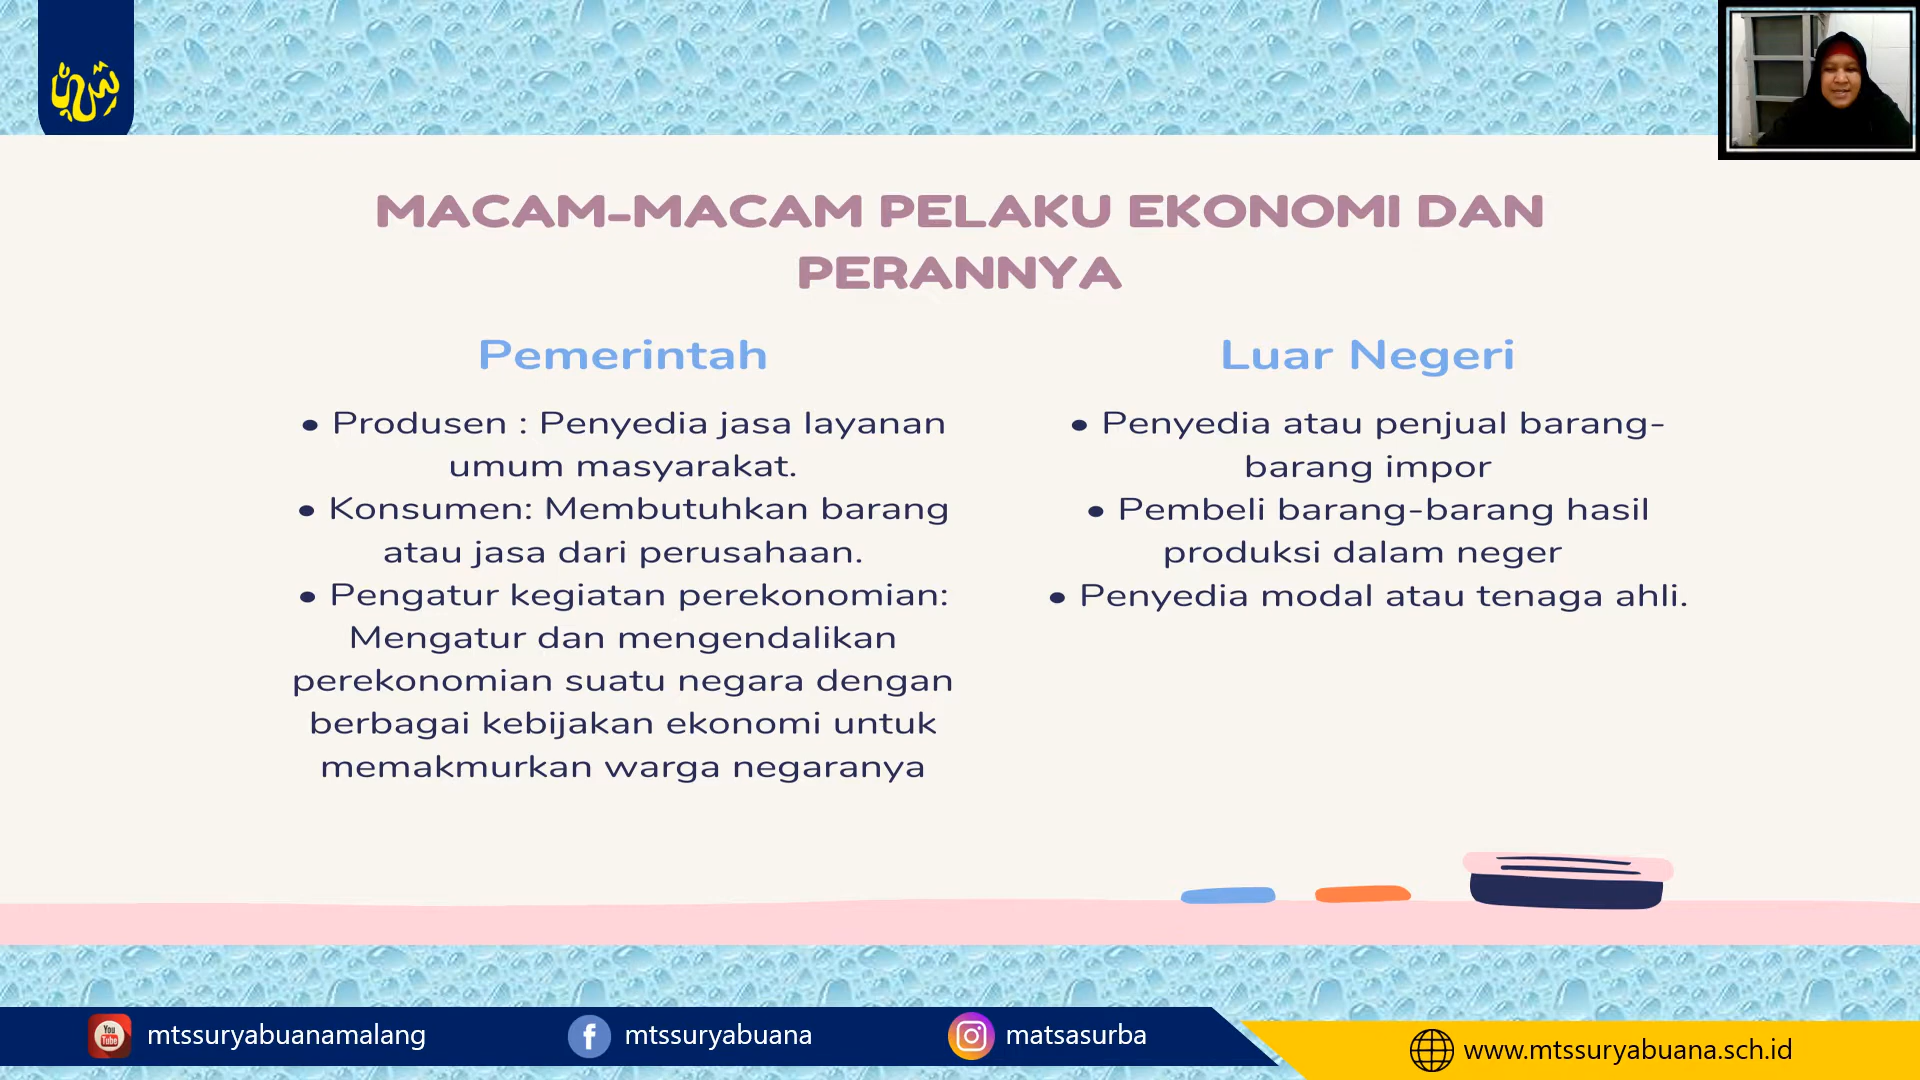 MACAM-MACAM PELAKU EKONOMI DAN
PERANNYA
Pemerintah
• Produsen : Penyedia jasa layanan
umum masyarakat.
• Konsumen: Membutuhkan barang
atau jasa dari perusahaan.
• Pengatur kegiatan perekonomian:
Mengatur dan mengendalikan
perekonomian suatu negara dengan
berbagai kebijakan ekonomi untuk
memakmurkan warga negaranya
Luar Negeri
• Penyedia atau penjual barang-
barang impor
• Pembeli barang-barang hasil
produksi dalam neger
• Penyedia modal atau tenaga ahli.
You
Tube
mtssuryabuanamalang
mtssuryabuana
matsasurba
www.mtssuryabuana.sch.id